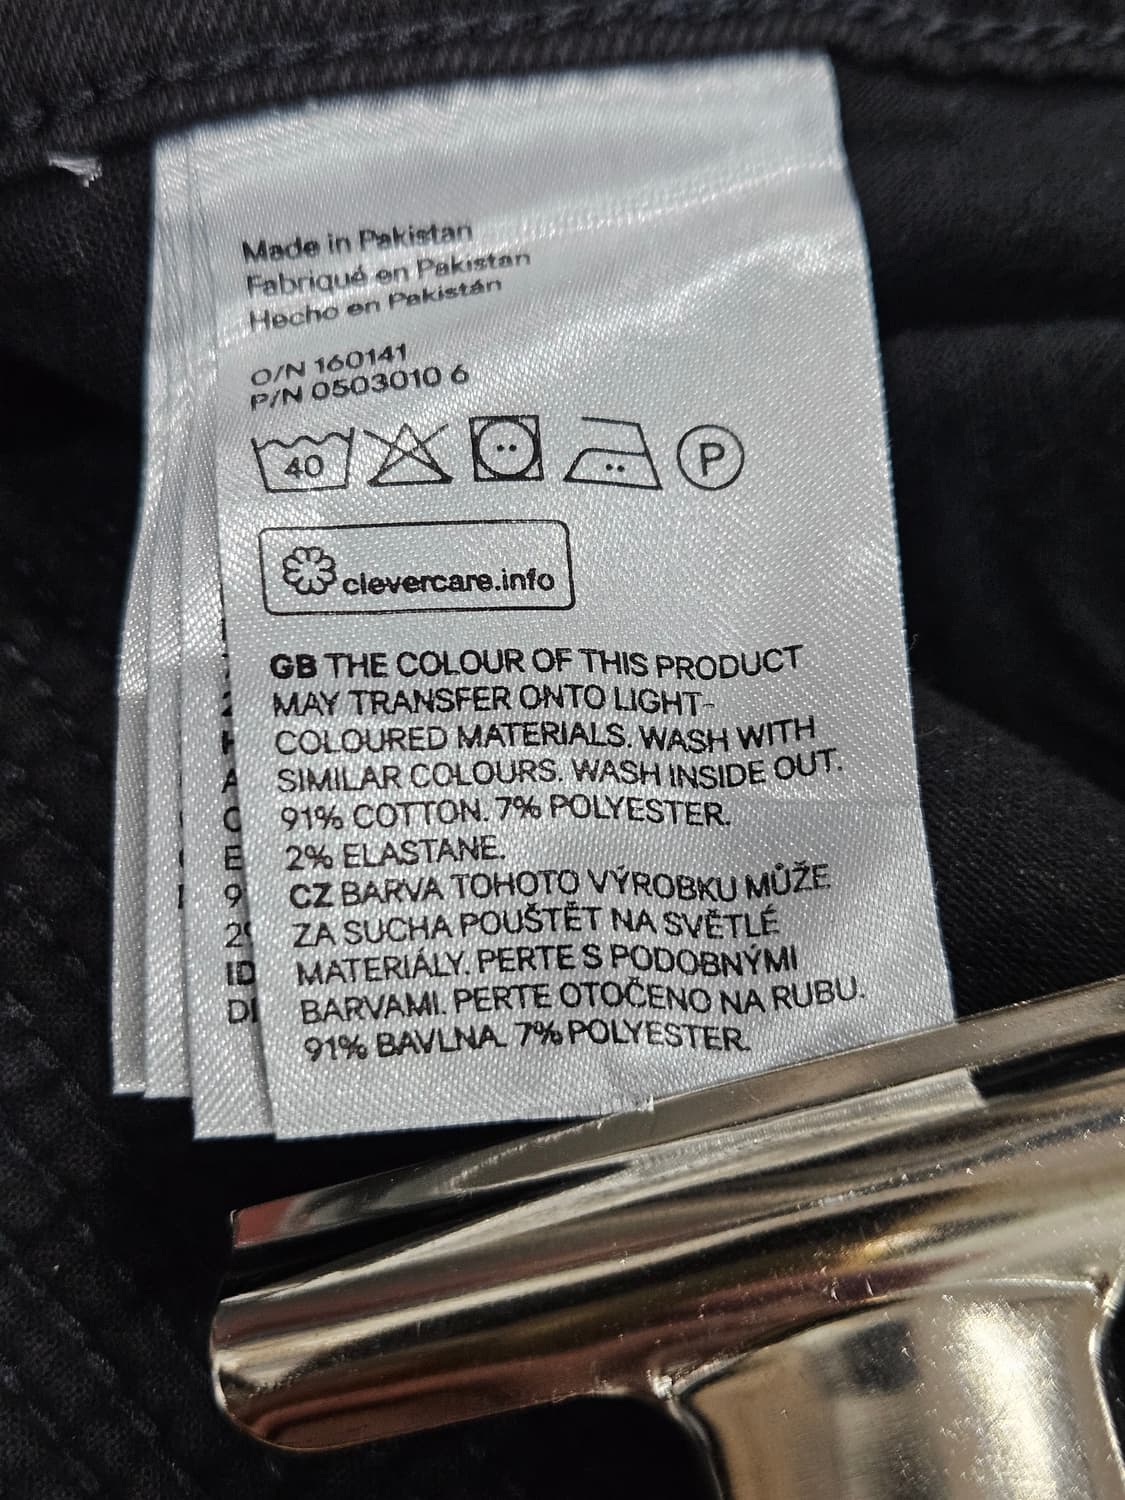 Made in Pakistan
Fabriqué en Pakistan
Hecho en Pakistán
O/N 160141
P/N 0503010 6
40
P
clevercare.info
GB THE COLOUR OF THIS PRODUCT
MAY TRANSFER ONTO LIGHT-
COLOURED MATERIALS. WASH WITH
SIMILAR COLOURS. WASH INSIDE OUT.
91% COTTON. 7% POLYESTER.
2% ELASTANE.
CZ BARVA TOHOTO VÝROBKU MŮŽE
ZA SUCHA POUŠTĚT NA SVĚTLÉ
MATERIÁLY. PERTE S PODOBNÝMI
BARVAMI. PERTE OTOČENO NA RUBU.
91% BAVLNA. 7% POLYESTER.